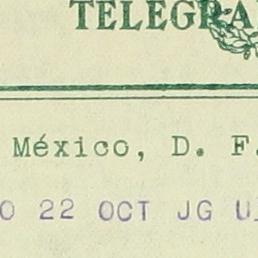 TELEGRA
México, D. F.
O 22 OCT JG U